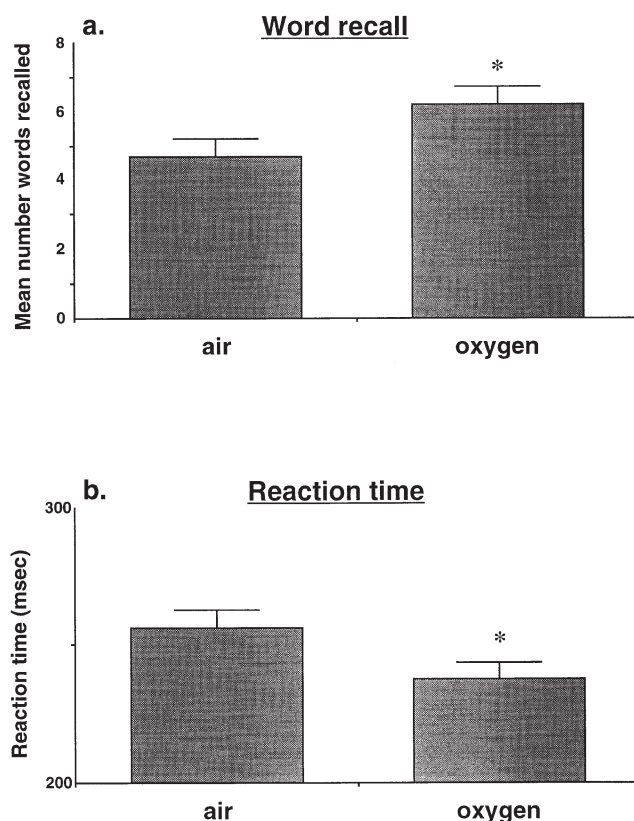 a.
Word recall
Mean number words recalled
8
6
4
2
0
*
air
oxygen
b.
Reaction time
Reaction time (msec)
300
200
*
air
oxygen